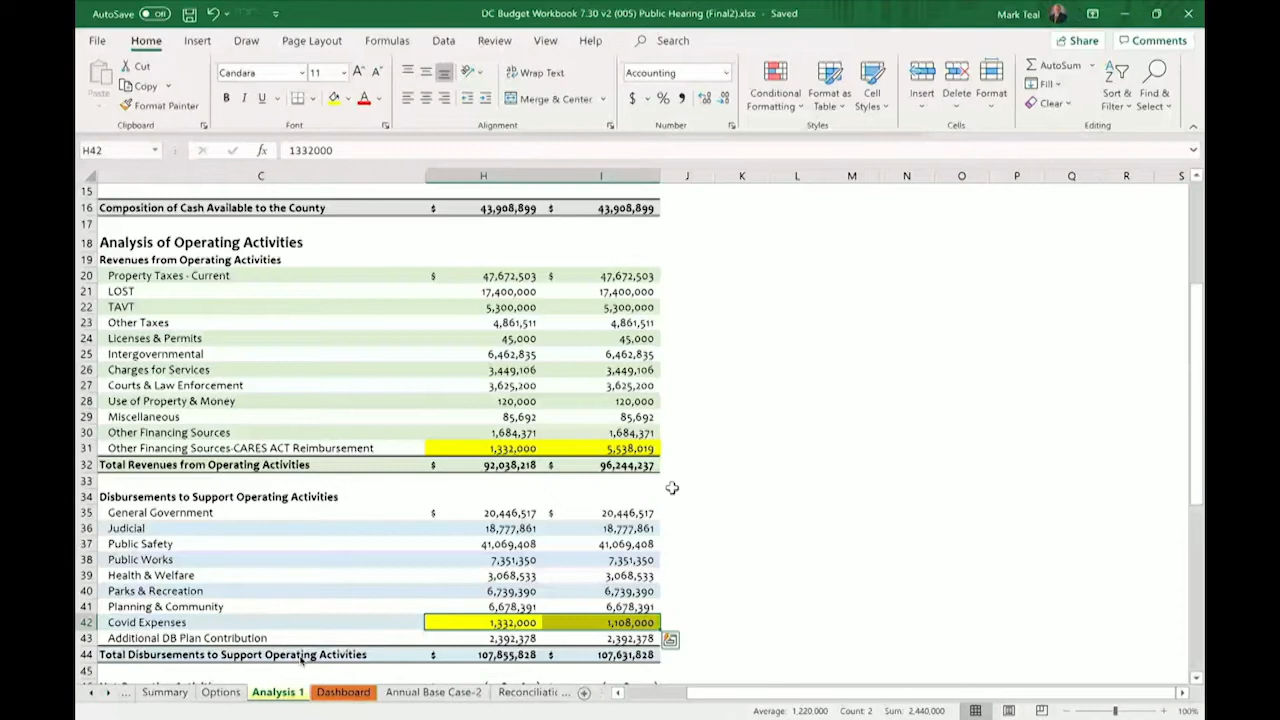 AutoSave Off DC Budget Workbook 7.30 v2 (005) Public Hearing (Final2).xlsx - Saved Mark Teal
File Home Insert Draw Page Layout Formulas Data Review View Help Search Share Comments
Paste Cut Copy Format Painter Clipboard
Candara 11 A A B I U A Font
Wrap Text Merge & Center Alignment
Accounting $ % , Number
Conditional Formatting Format as Table Cell Styles Styles
Insert Delete Format Cells
AutoSum Fill Clear Sort & Filter Find & Select Editing
H42 fx 1332000
C H I J K L M N O P Q R S
15
16 Composition of Cash Available to the County $ 43,908,899 $ 43,908,899
17
18 Analysis of Operating Activities
19 Revenues from Operating Activities
20 Property Taxes - Current $ 47,672,503 $ 47,672,503
21 LOST 17,400,000 17,400,000
22 TAVT 5,300,000 5,300,000
23 Other Taxes 4,861,511 4,861,511
24 Licenses & Permits 45,000 45,000
25 Intergovernmental 6,462,835 6,462,835
26 Charges for Services 3,449,106 3,449,106
27 Courts & Law Enforcement 3,625,200 3,625,200
28 Use of Property & Money 120,000 120,000
29 Miscellaneous 85,692 85,692
30 Other Financing Sources 1,684,371 1,684,371
31 Other Financing Sources-CARES ACT Reimbursement 1,332,000 5,538,019
32 Total Revenues from Operating Activities $ 92,038,218 $ 96,244,237
33
34 Disbursements to Support Operating Activities
35 General Government $ 20,446,517 $ 20,446,517
36 Judicial 18,777,861 18,777,861
37 Public Safety 41,069,408 41,069,408
38 Public Works 7,351,350 7,351,350
39 Health & Welfare 3,068,533 3,068,533
40 Parks & Recreation 6,739,390 6,739,390
41 Planning & Community 6,678,391 6,678,391
42 Covid Expenses 1,332,000 1,108,000
43 Additional DB Plan Contribution 2,392,378 2,392,378
44 Total Disbursements to Support Operating Activities $ 107,855,828 $ 107,631,828
45
... Summary Options Analysis 1 Dashboard Annual Base Case-2 Reconciliatic ...
Average: 1,220,000 Count: 2 Sum: 2,440,000 100%